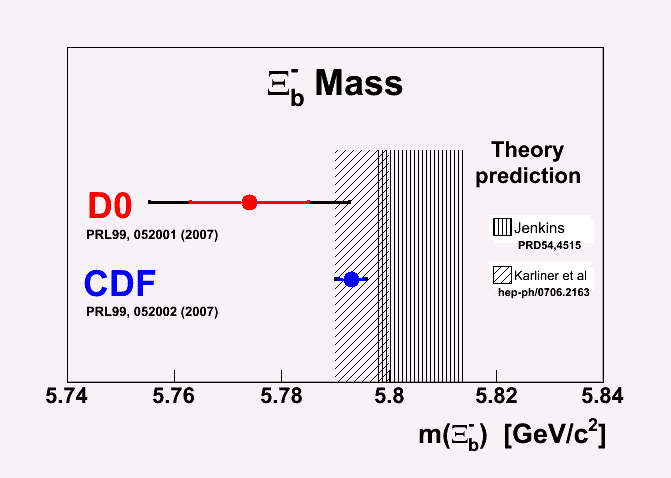 Ξb- Mass
Theory
prediction
D0
PRL99, 052001 (2007)
Jenkins
PRD54,4515
CDF
PRL99, 052002 (2007)
Karliner et al
hep-ph/0706.2163
5.74 5.76 5.78 5.8 5.82 5.84
m(Ξb-) [GeV/c2]